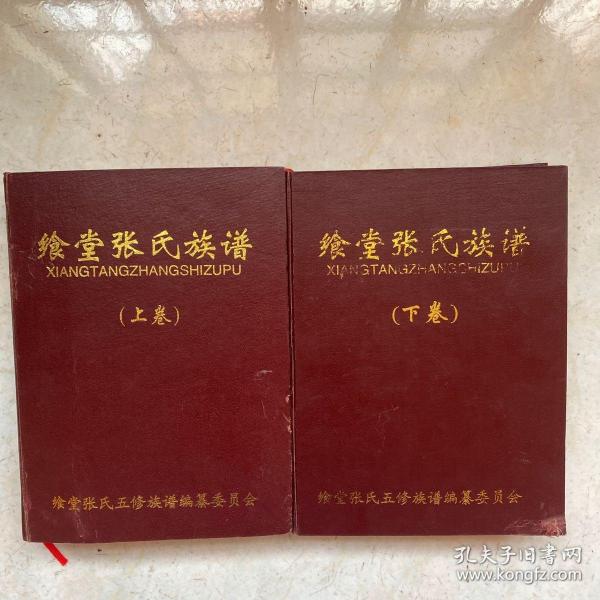 飨堂张氏族谱
XIANGTANGZHANGSHIZUPU
(上卷)
飨堂张氏五修族谱编纂委员会
飨堂张氏族谱
XIANGTANGZHANGSHIZUPU
(下卷)
飨堂张氏五修族谱编纂委员会
孔夫子旧书网
www.kongfz.com